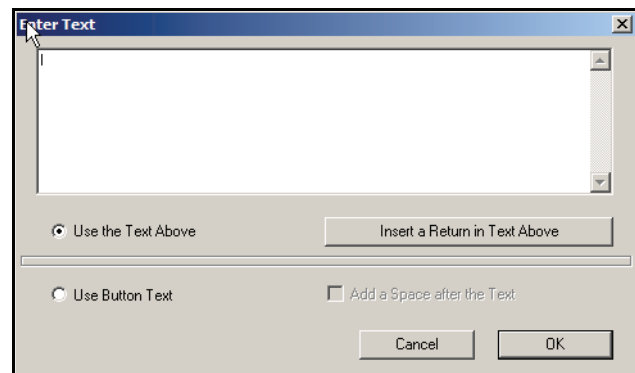 Enter Text
Use the Text Above
Insert a Return in Text Above
Use Button Text
Add a Space after the Text
Cancel
OK